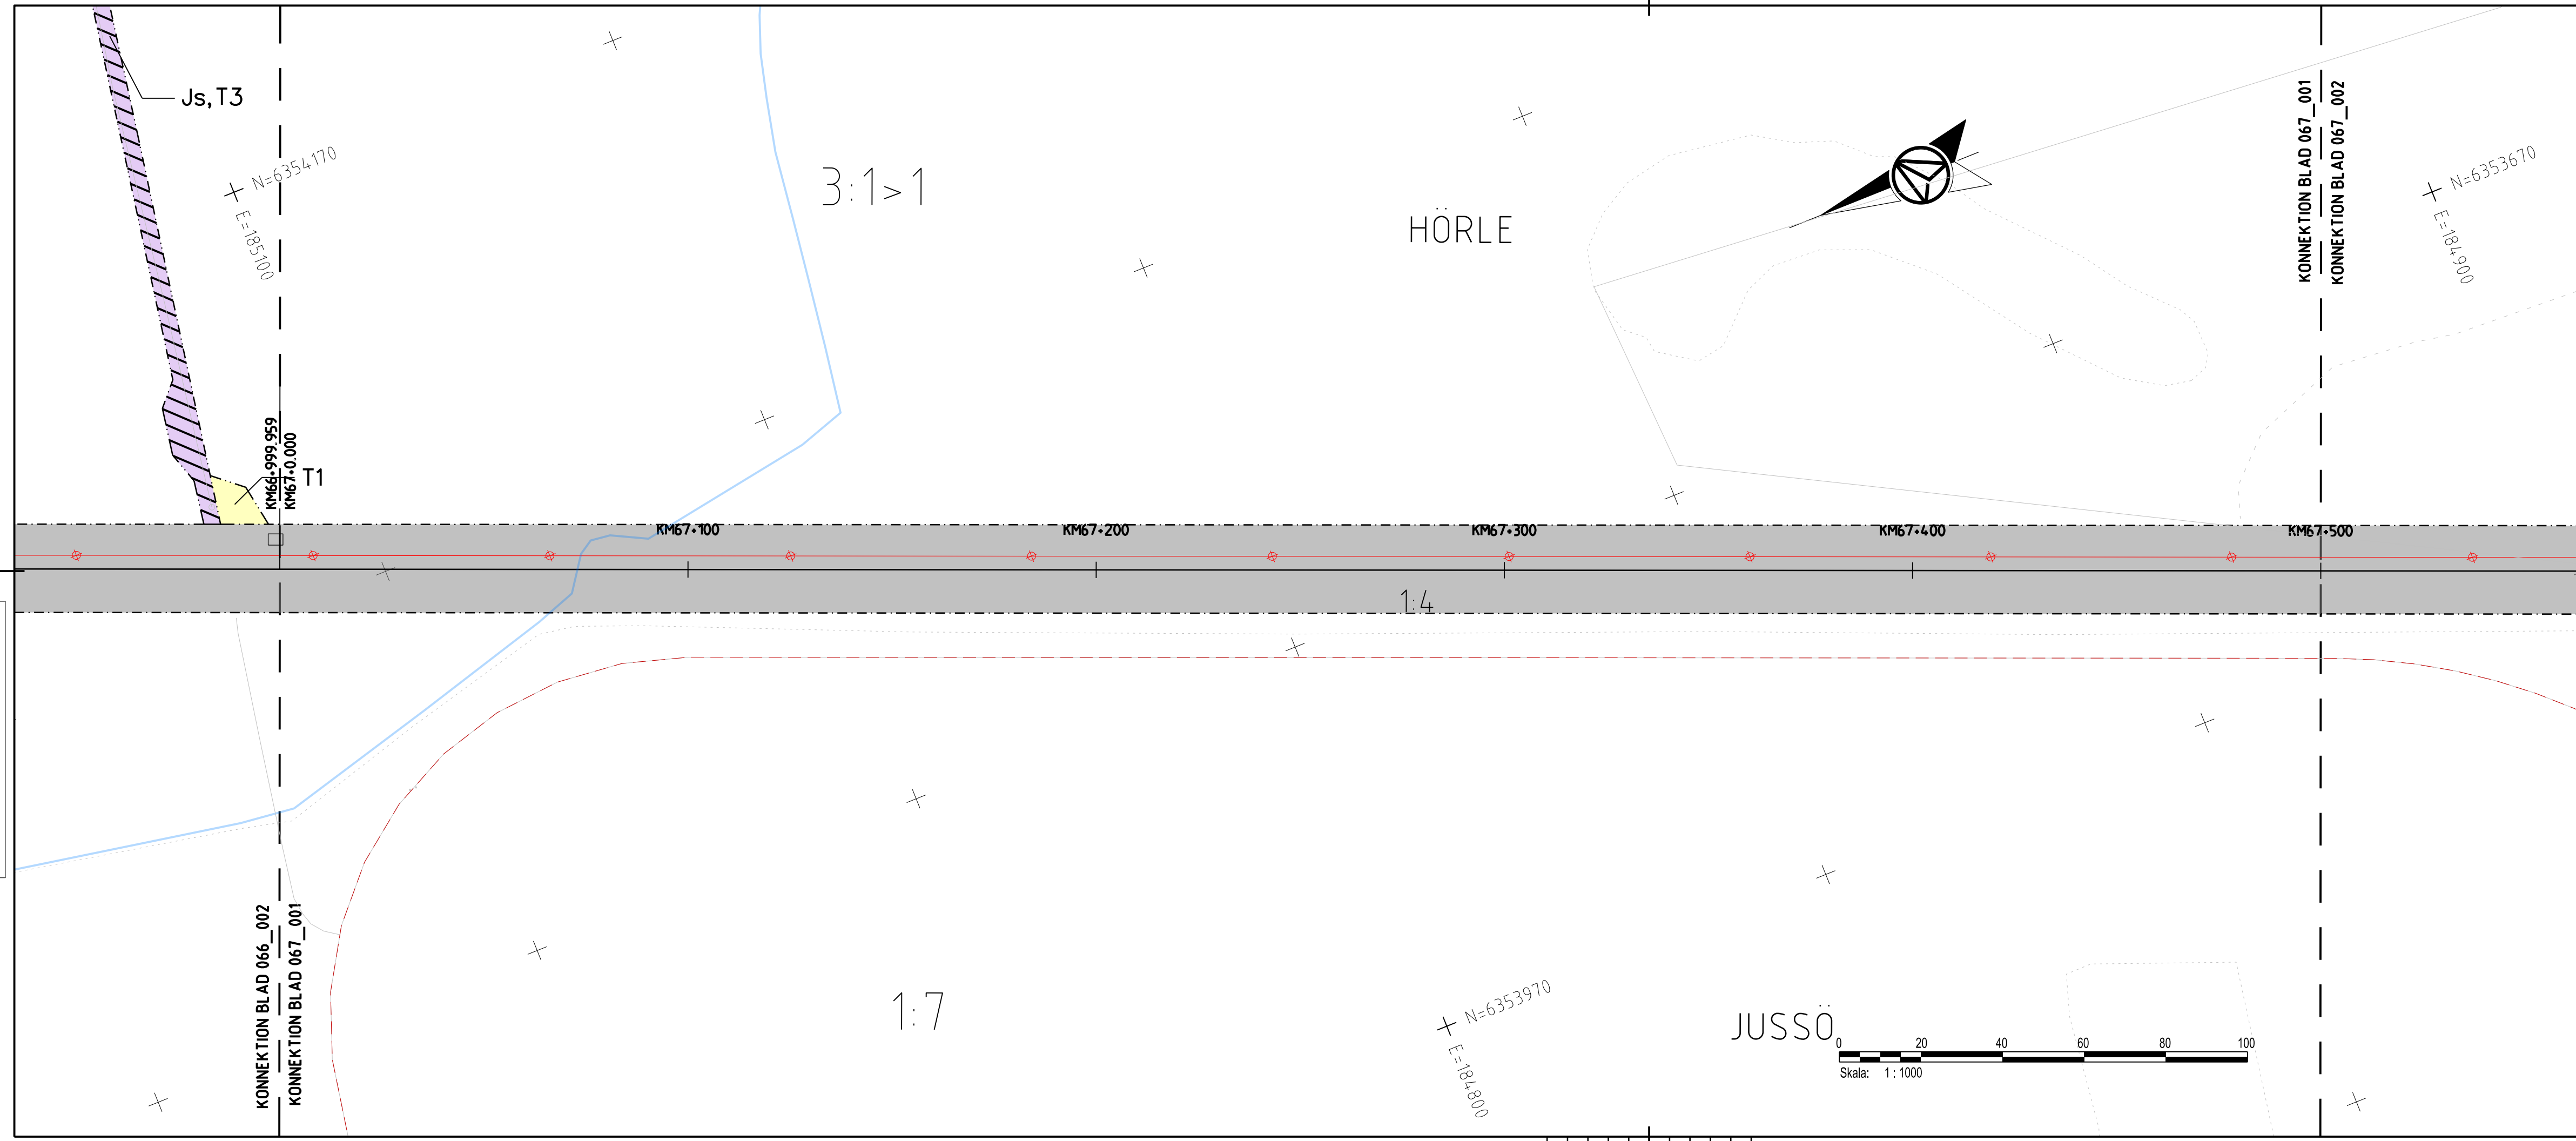 Js,T3
N=6354170
E=185100
3:1>1
HÖRLE
KONNEKTION BLAD 067_001
KONNEKTION BLAD 067_002
N=6353670
E=184900
KM66+999.959
KM67+0.000
T1
KM67+100
KM67+200
KM67+300
KM67+400
KM67+500
1:4
KONNEKTION BLAD 066_002
KONNEKTION BLAD 067_001
1:7
N=6353970
E=184800
JUSSÖ
0 20 40 60 80 100
Skala: 1 : 1000